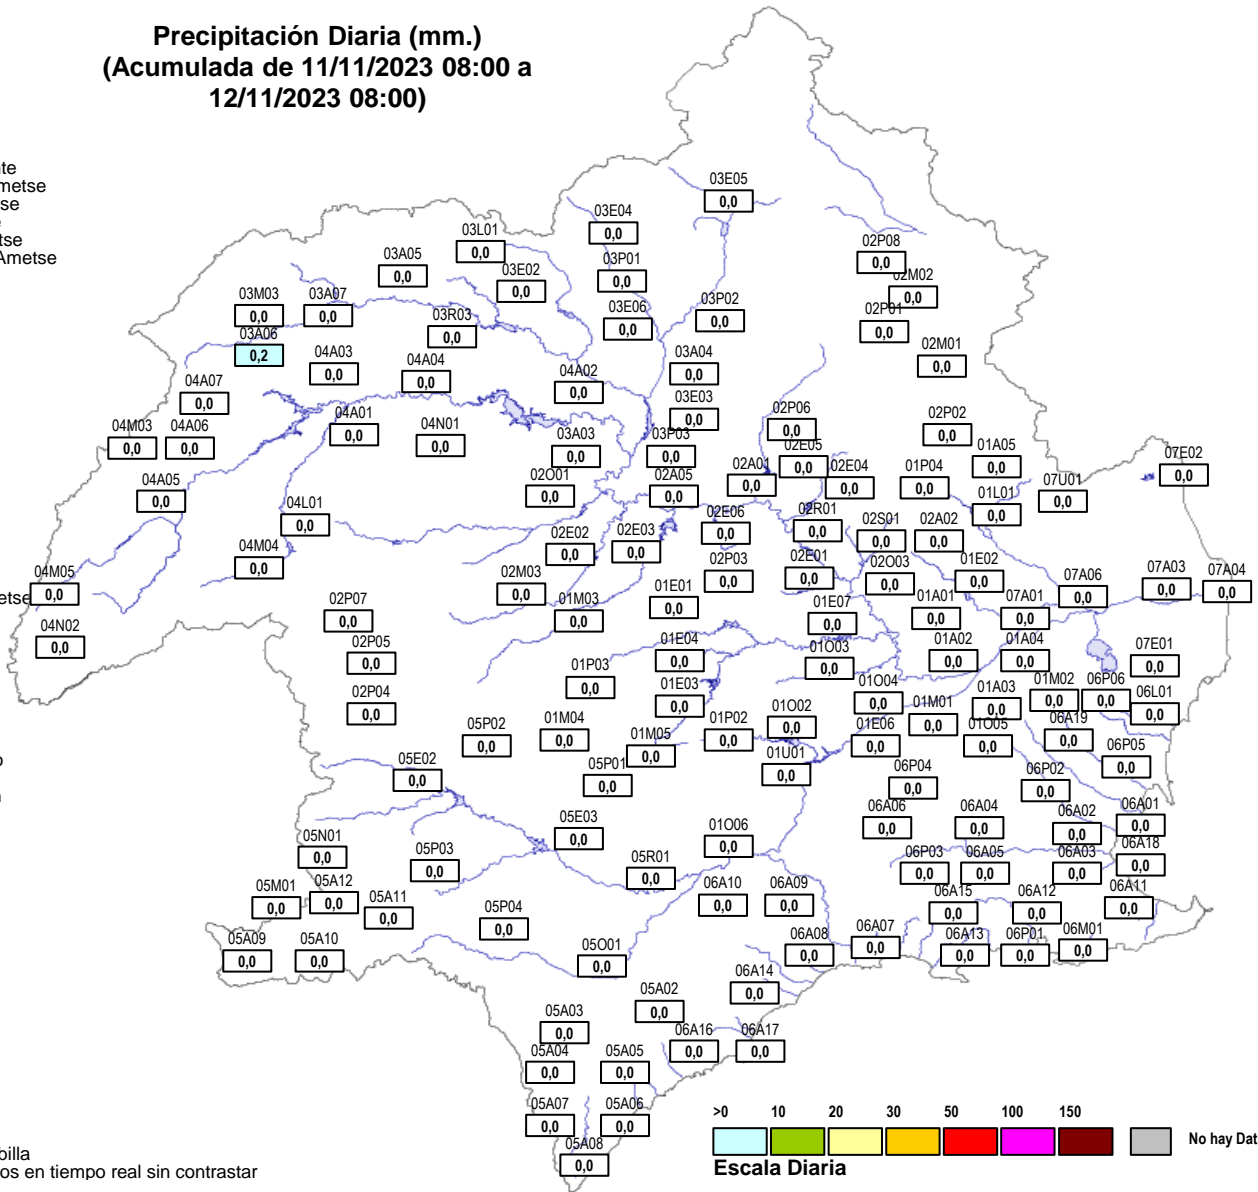 Precipitación Diaria (mm.)
(Acumulada de 11/11/2023 08:00 a
12/11/2023 08:00)
03E05
0,0
03E04
0,0
03L01
0,0
03A05
0,0
03E02
0,0
03P01
0,0
02P08
0,0
02M02
0,0
03M03
0,0
03A07
0,0
03R03
0,0
03E06
0,0
03P02
0,0
02P01
0,0
03A06
0,2
04A03
0,0
04A04
0,0
04A02
0,0
03A04
0,0
02M01
0,0
04A07
0,0
03E03
0,0
04M03
0,0
04A06
0,0
04A01
0,0
04N01
0,0
03A03
0,0
03P03
0,0
02P06
0,0
02E05
0,0
02P02
0,0
01A05
0,0
07E02
0,0
04A05
0,0
02O01
0,0
02A05
0,0
02A01
0,0
02E04
0,0
01P04
0,0
01L01
0,0
07U01
0,0
04L01
0,0
02E02
0,0
02E03
0,0
02E06
0,0
02R01
0,0
02S01
0,0
02A02
0,0
04M04
0,0
04M05
0,0
02M03
0,0
01M03
0,0
01E01
0,0
02P03
0,0
02E01
0,0
02O03
0,0
01E02
0,0
07A06
0,0
07A03
0,0
07A04
0,0
04N02
0,0
02P07
0,0
02P05
0,0
01E04
0,0
01E07
0,0
01A01
0,0
07A01
0,0
01O03
0,0
01A02
0,0
01A04
0,0
07E01
0,0
02P04
0,0
01P03
0,0
01E03
0,0
01O04
0,0
01M01
0,0
01A03
0,0
01M02
0,0
06P06
0,0
06L01
0,0
05P02
0,0
01M04
0,0
01M05
0,0
01P02
0,0
01O02
0,0
01E06
0,0
01O05
0,0
06A19
0,0
06P05
0,0
05E02
0,0
05P01
0,0
01U01
0,0
06P04
0,0
06P02
0,0
05E03
0,0
01O06
0,0
06A06
0,0
06A04
0,0
06A02
0,0
06A01
0,0
05N01
0,0
05P03
0,0
05R01
0,0
06P03
0,0
06A05
0,0
06A03
0,0
06A18
0,0
05M01
0,0
05A12
0,0
05A11
0,0
05P04
0,0
06A10
0,0
06A09
0,0
06A15
0,0
06A12
0,0
06A11
0,0
05A09
0,0
05A10
0,0
05O01
0,0
06A08
0,0
06A07
0,0
06A13
0,0
06P01
0,0
06M01
0,0
05A03
0,0
05A02
0,0
06A14
0,0
05A04
0,0
05A05
0,0
06A16
0,0
06A17
0,0
05A07
0,0
05A06
0,0
05A08
0,0
>0 10 20 30 50 100 150
No hay Dat
Escala Diaria
nte
metse
tse
Ametse
etse
billa
os en tiempo real sin contrastar